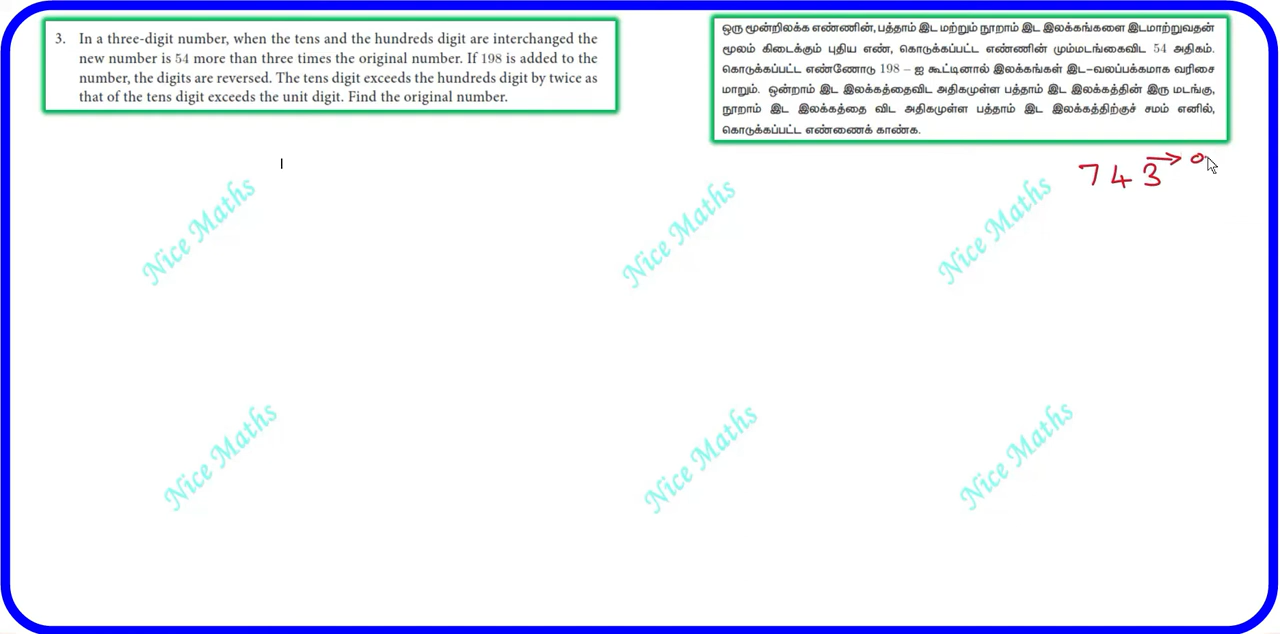 3. In a three-digit number, when the tens and the hundreds digit are interchanged the
new number is 54 more than three times the original number. If 198 is added to the
number, the digits are reversed. The tens digit exceeds the hundreds digit by twice as
that of the tens digit exceeds the unit digit. Find the original number.
ஒரு மூன்றிலக்க எண்ணின், பத்தாம் இட மற்றும் நூறாம் இட இலக்கங்களை இடமாற்றுவதன்
மூலம் கிடைக்கும் புதிய எண், கொடுக்கப்பட்ட எண்ணின் மும்மடங்கைவிட 54 அதிகம்.
கொடுக்கப்பட்ட எண்ணோடு 198 – ஐ கூட்டினால் இலக்கங்கள் இட-வலப்பக்கமாக வரிசை
மாறும். ஒன்றாம் இட இலக்கத்தைவிட அதிகமுள்ள பத்தாம் இட இலக்கத்தின் இரு மடங்கு,
நூறாம் இட இலக்கத்தை விட அதிகமுள்ள பத்தாம் இட இலக்கத்திற்குச் சமம் எனில்,
கொடுக்கப்பட்ட எண்ணைக் காண்க.
7 4 3 → o
Nice Maths
Nice Maths
Nice Maths
Nice Maths
Nice Maths
Nice Maths